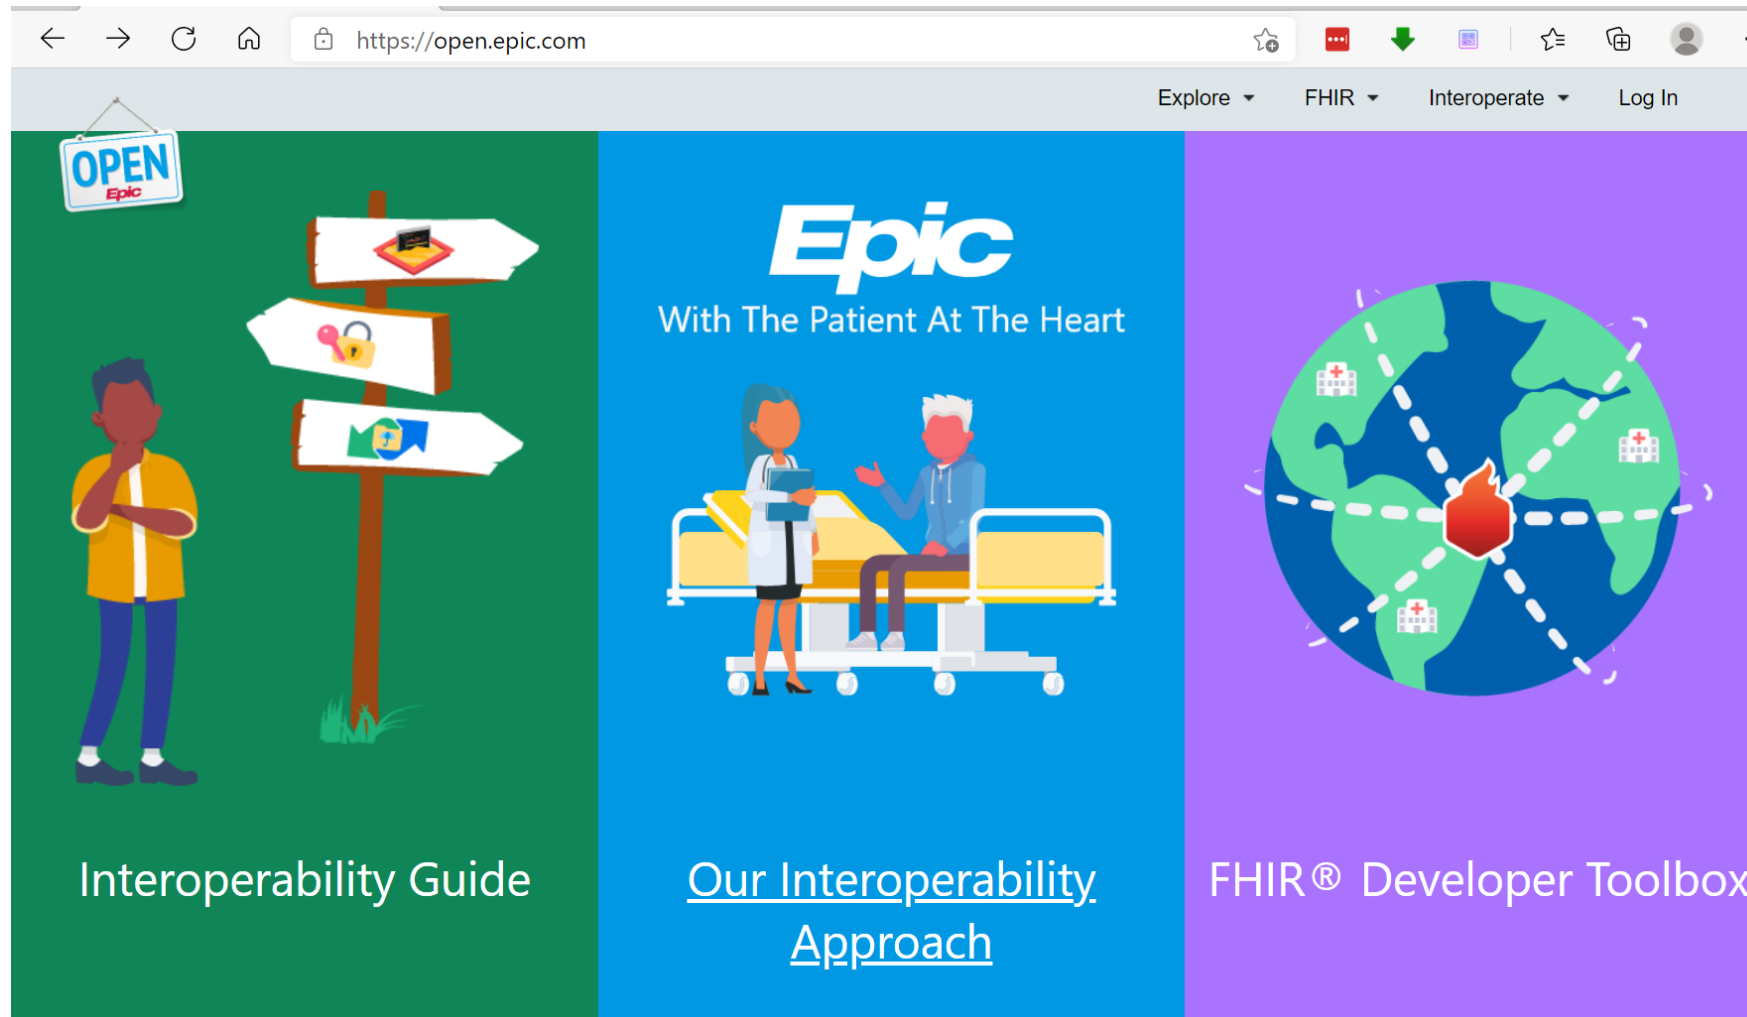 https://open.epic.com
Explore FHIR Interoperate Log In
OPEN
Epic
Epic
With The Patient At The Heart
Interoperability Guide
Our Interoperability
Approach
FHIR® Developer Toolbox